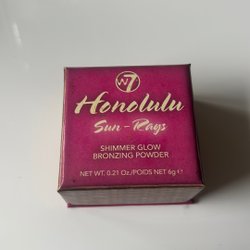 W7
Honolulu
Sun-Rays
SHIMMER GLOW
BRONZING POWDER
NET WT. 0.21 Oz./POIDS NET 6g e